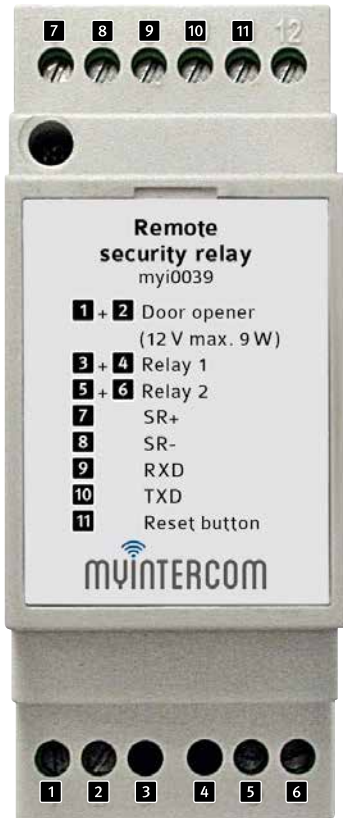 7 8 9 10 11 12
Remote
security relay
myi0039
1 + 2 Door opener
(12 V max. 9 W)
3 + 4 Relay 1
5 + 6 Relay 2
7 SR+
8 SR-
9 RXD
10 TXD
11 Reset button
MYINTERCOM
1 2 3 4 5 6